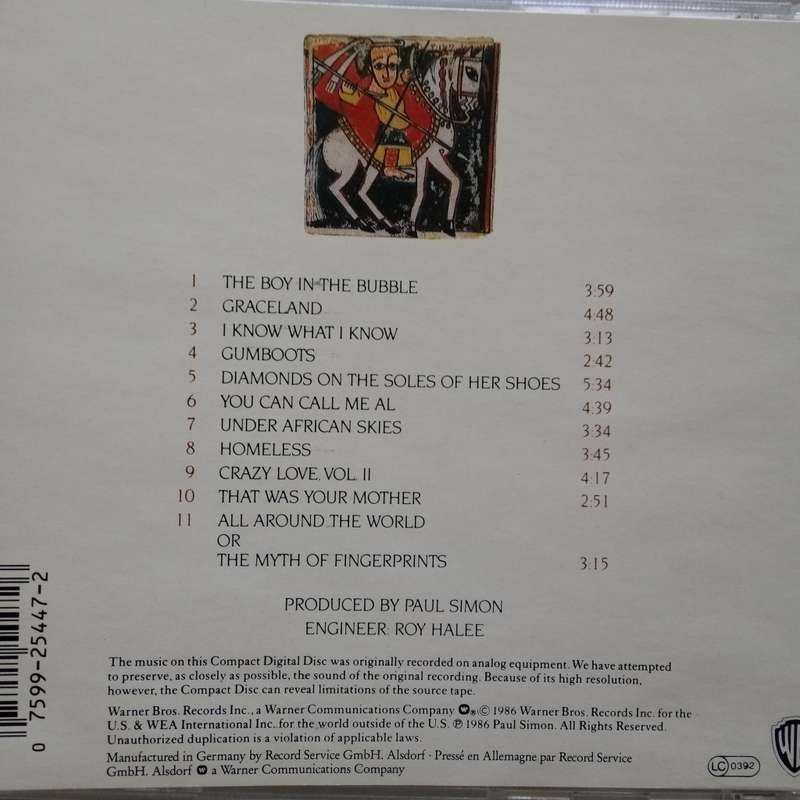 1 THE BOY IN THE BUBBLE 3:59
2 GRACELAND 4:48
3 I KNOW WHAT I KNOW 3:13
4 GUMBOOTS 2:42
5 DIAMONDS ON THE SOLES OF HER SHOES 5:34
6 YOU CAN CALL ME AL 4:39
7 UNDER AFRICAN SKIES 3:34
8 HOMELESS 3:45
9 CRAZY LOVE, VOL. II 4:17
10 THAT WAS YOUR MOTHER 2:51
11 ALL AROUND THE WORLD
OR
THE MYTH OF FINGERPRINTS 3:15
PRODUCED BY PAUL SIMON
ENGINEER: ROY HALEE
The music on this Compact Digital Disc was originally recorded on analog equipment. We have attempted
to preserve, as closely as possible, the sound of the original recording. Because of its high resolution,
however, the Compact Disc can reveal limitations of the source tape.
Warner Bros. Records Inc., a Warner Communications Company ® © 1986 Warner Bros. Records Inc. for the
U.S. & WEA International Inc. for the world outside of the U.S. ℗ 1986 Paul Simon. All Rights Reserved.
Unauthorized duplication is a violation of applicable laws.
Manufactured in Germany by Record Service GmbH. Alsdorf · Pressé en Allemagne par Record Service
GmbH. Alsdorf a Warner Communications Company
LC 0392
0 7599-25447-2